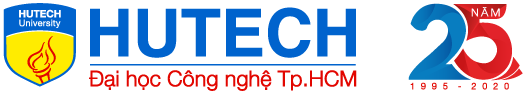 HUTECH
University
HUTECH
Đại học Công nghệ Tp.HCM
25
NĂM
1995 - 2020